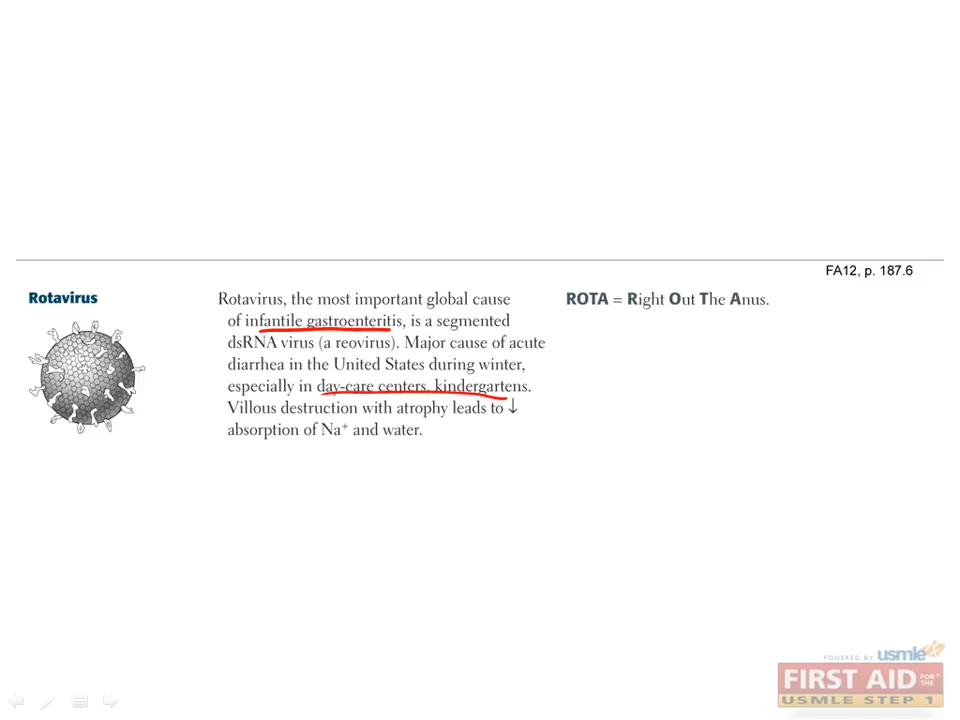 FA12, p. 187.6
Rotavirus
Rotavirus, the most important global cause
of infantile gastroenteritis, is a segmented
dsRNA virus (a reovirus). Major cause of acute
diarrhea in the United States during winter,
especially in day-care centers, kindergartens.
Villous destruction with atrophy leads to ↓
absorption of Na⁺ and water.
ROTA = Right Out The Anus.
POWERED BY usmle
FIRST AID FOR THE®
USMLE STEP 1